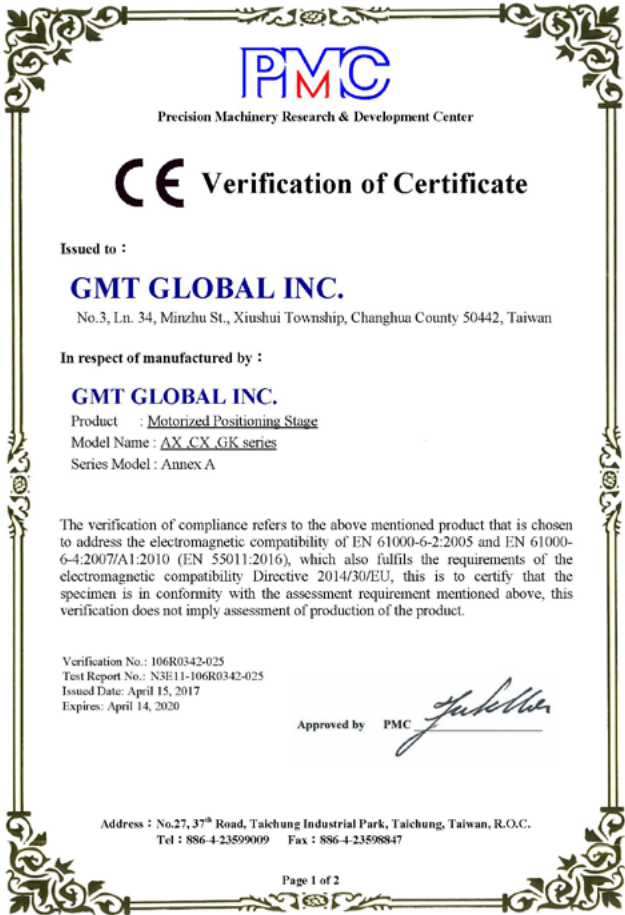 PMC
Precision Machinery Research & Development Center
CE Verification of Certificate
Issued to：
GMT GLOBAL INC.
No.3, Ln. 34, Minzhu St., Xiushui Township, Changhua County 50442, Taiwan
In respect of manufactured by：
GMT GLOBAL INC.
Product : Motorized Positioning Stage
Model Name : AX ,CX ,GK series
Series Model : Annex A
The verification of compliance refers to the above mentioned product that is chosen
to address the electromagnetic compatibility of EN 61000-6-2:2005 and EN 61000-
6-4:2007/A1:2010 (EN 55011:2016), which also fulfils the requirements of the
electromagnetic compatibility Directive 2014/30/EU, this is to certify that the
specimen is in conformity with the assessment requirement mentioned above, this
verification does not imply assessment of production of the product.
Verification No.: 106R0342-025
Test Report No.: N3E11-106R0342-025
Issued Date: April 15, 2017
Expires: April 14, 2020
Approved by PMC
Address：No.27, 37th Road, Taichung Industrial Park, Taichung, Taiwan, R.O.C.
Tel：886-4-23599009 Fax：886-4-23598847
Page 1 of 2